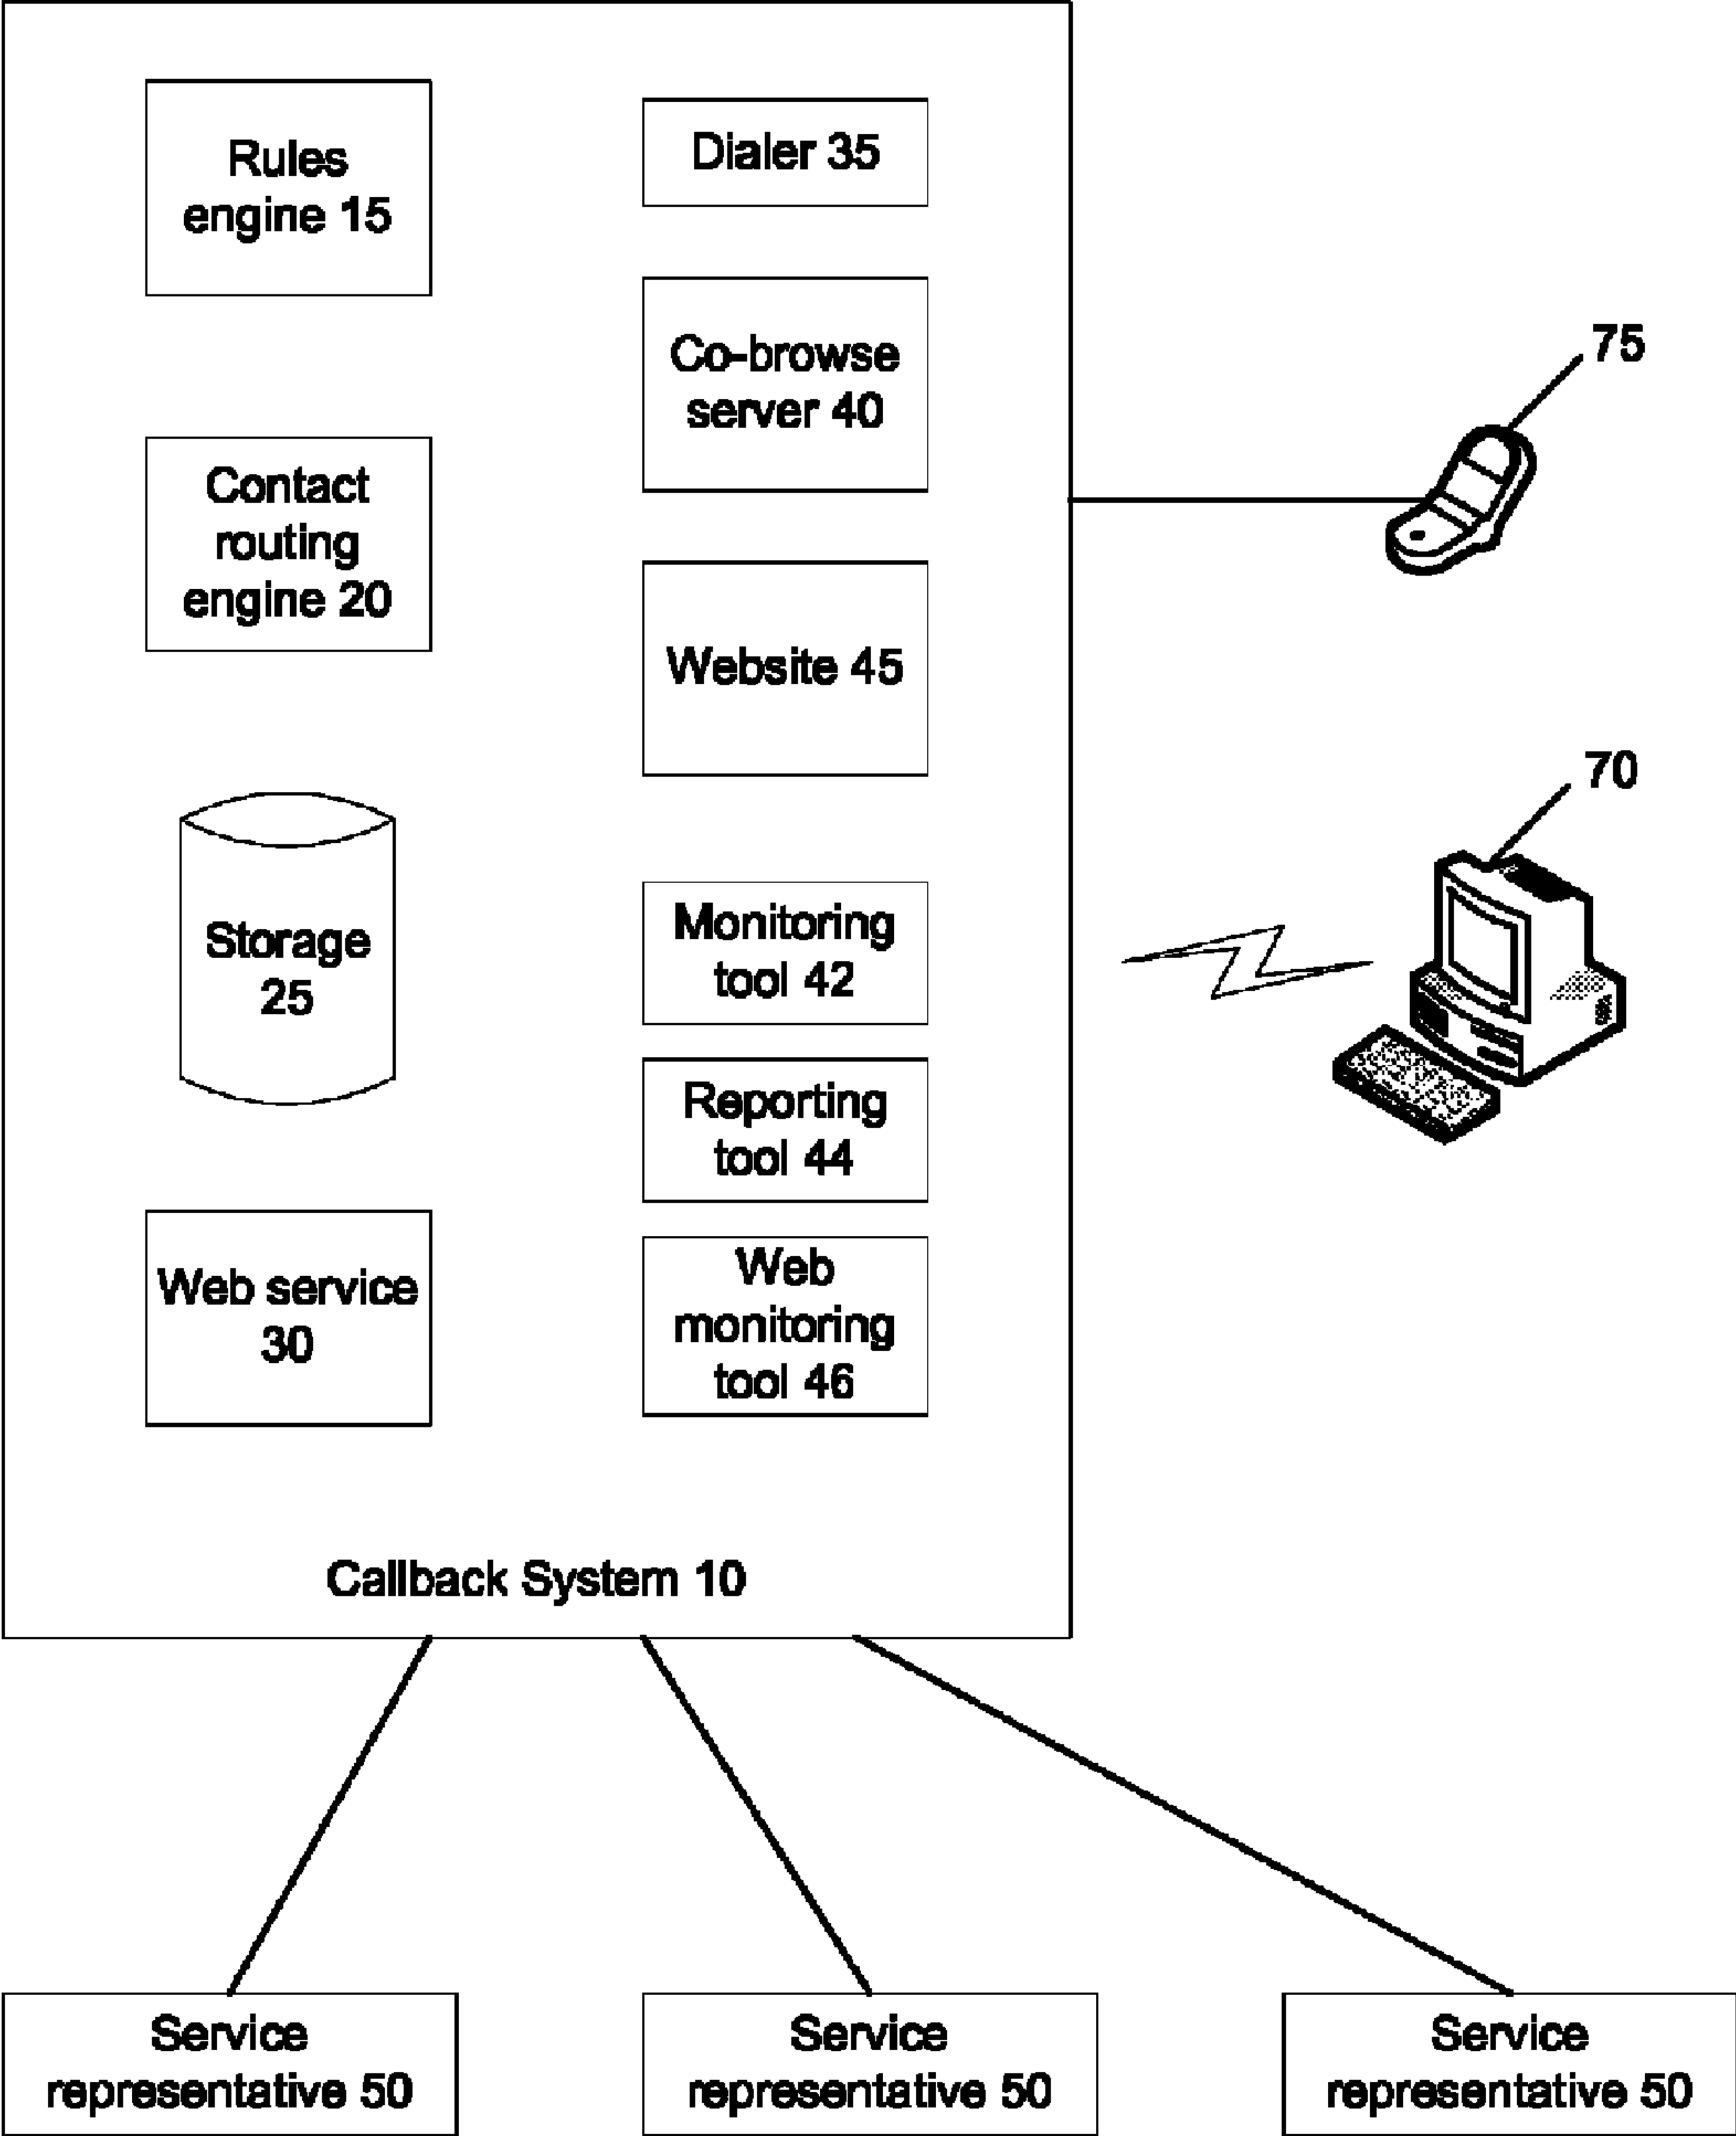 Rules
engine 15
Dialer 35
Co-browse
server 40
75
Contact
routing
engine 20
Website 45
70
Storage
25
Monitoring
tool 42
Reporting
tool 44
Web service
30
Web
monitoring
tool 46
Callback System 10
Service
representative 50
Service
representative 50
Service
representative 50